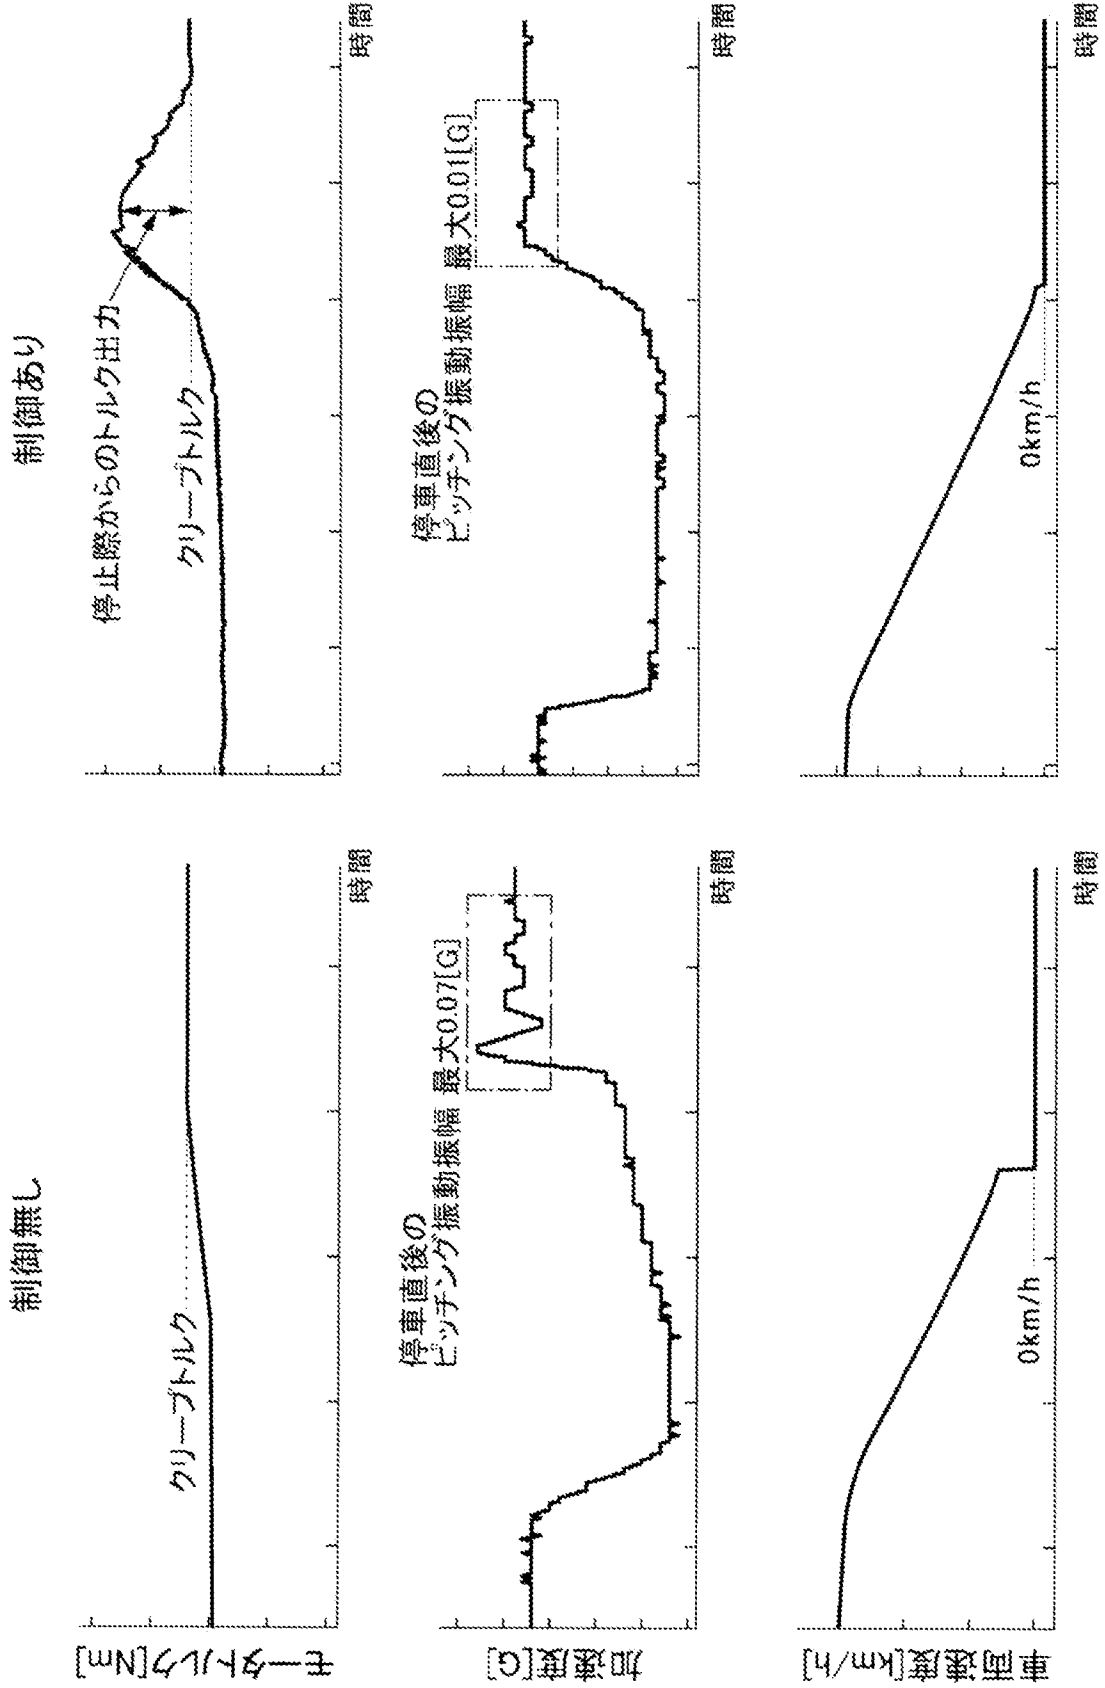 制御無し
制御あり
モータトルク[Nm]
クリープトルク
時間
停止際からのトルク出力
クリープトルク
時間
加速度[G]
停車直後の
ピッチング振動振幅 最大0.07[G]
時間
停車直後の
ピッチング振動振幅 最大0.01[G]
時間
車両速度[km/h]
0km/h
時間
0km/h
時間